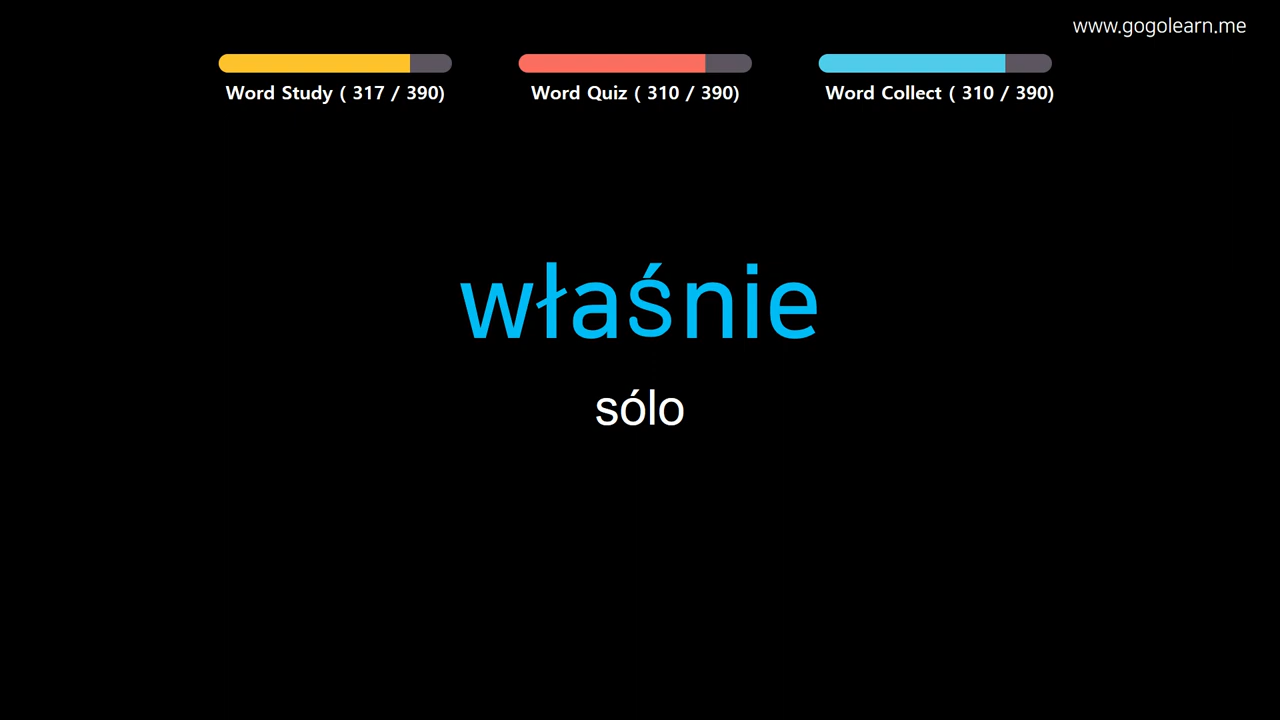 www.gogolearn.me
Word Study ( 317 / 390)
Word Quiz ( 310 / 390)
Word Collect ( 310 / 390)
właśnie
sólo